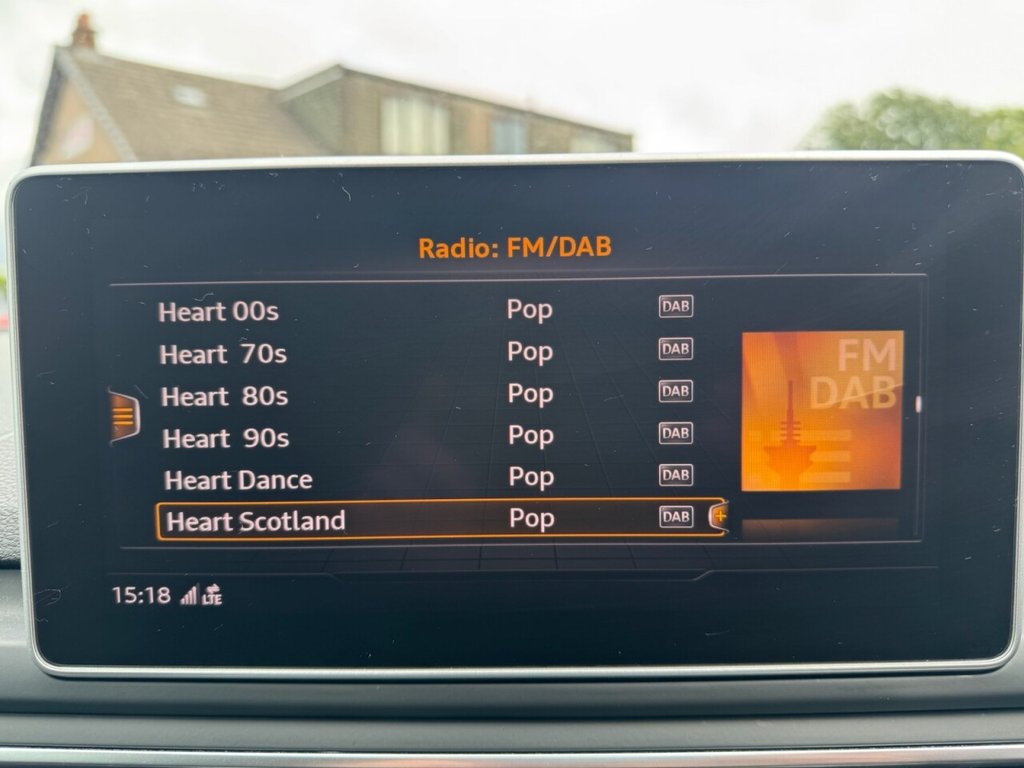 Radio: FM/DAB
Heart 00s Pop DAB
Heart 70s Pop DAB
Heart 80s Pop DAB
Heart 90s Pop DAB
Heart Dance Pop DAB
Heart Scotland Pop DAB +
FM
DAB
15:18 LTE